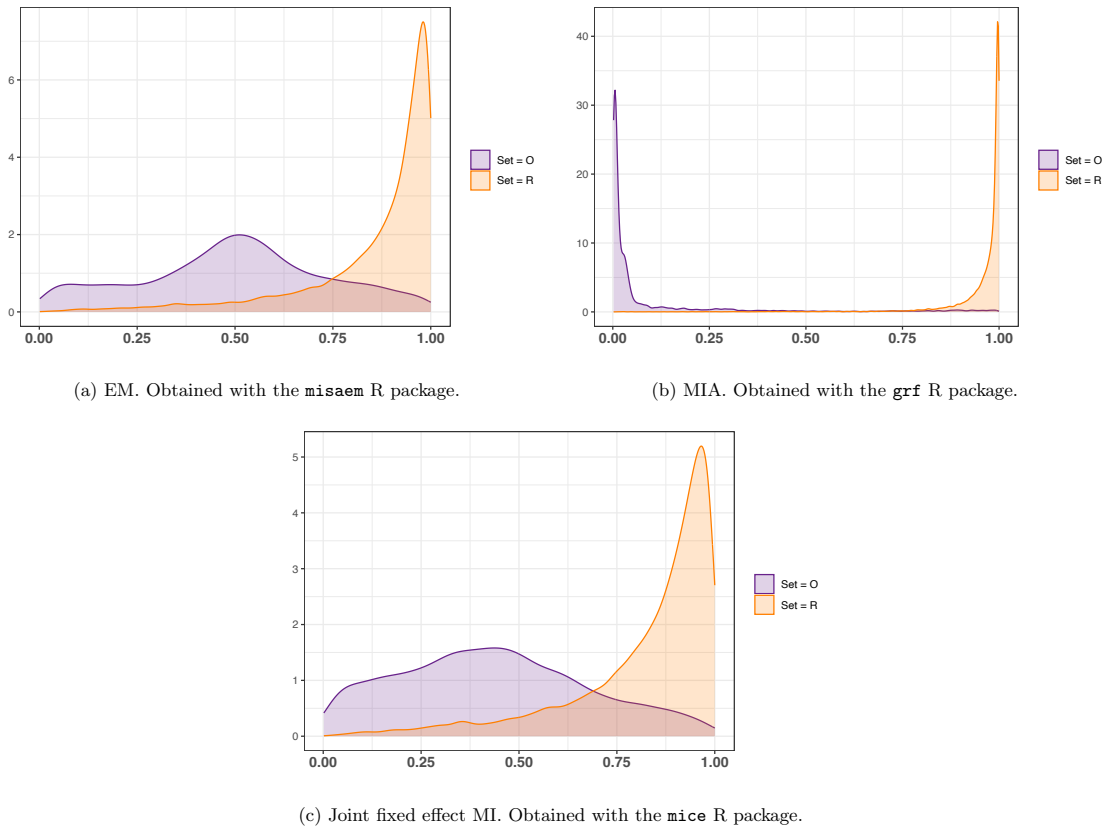 6
4
2
0
0.00 0.25 0.50 0.75 1.00
Set = O
Set = R
(a) EM. Obtained with the misaem R package.
40
30
20
10
0
0.00 0.25 0.50 0.75 1.00
Set = O
Set = R
(b) MIA. Obtained with the grf R package.
5
4
3
2
1
0
0.00 0.25 0.50 0.75 1.00
Set = O
Set = R
(c) Joint fixed effect MI. Obtained with the mice R package.